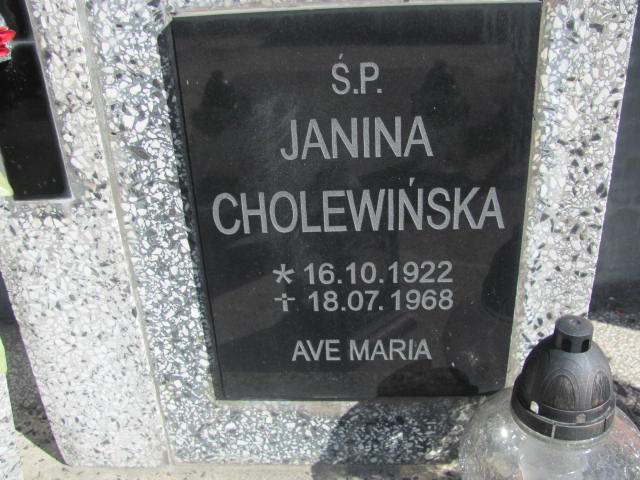 Ś.P.
JANINA
CHOLEWIŃSKA
* 16.10.1922
† 18.07.1968
AVE MARIA